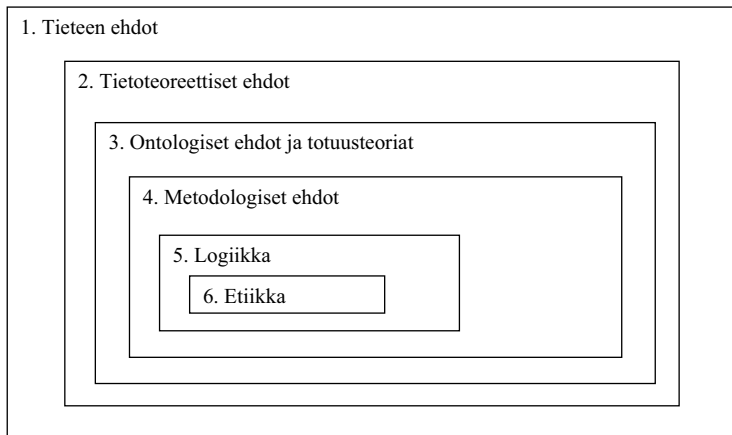 1. Tieteen ehdot
2. Tietoteoreettiset ehdot
3. Ontologiset ehdot ja totuusteoriat
4. Metodologiset ehdot
5. Logiikka
6. Etiikka